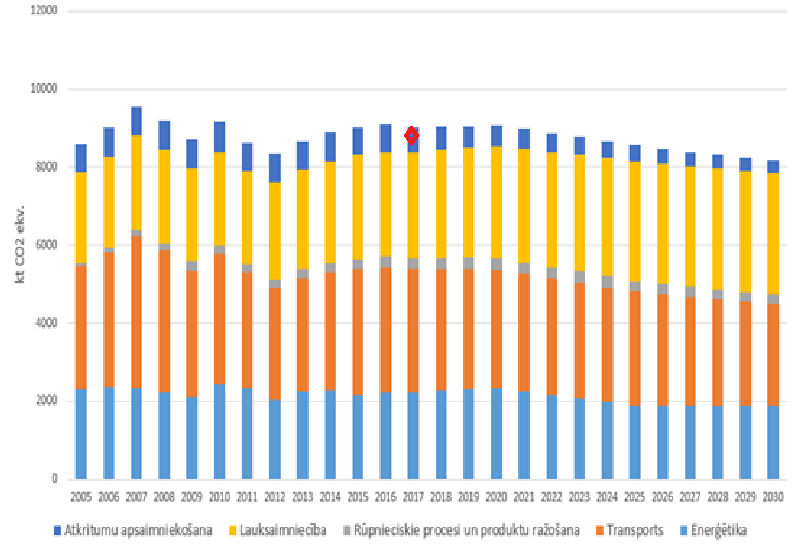 12000
10000
8000
6000
4000
2000
0
kt CO2 ekv.
2005 2006 2007 2008 2009 2010 2011 2012 2013 2014 2015 2016 2017 2018 2019 2020 2021 2022 2023 2024 2025 2026 2027 2028 2029 2030
Atkritumu apsaimniekošana Lauksaimniecība Rūpnieciskie procesi un produktu ražošana Transports Enerģētika